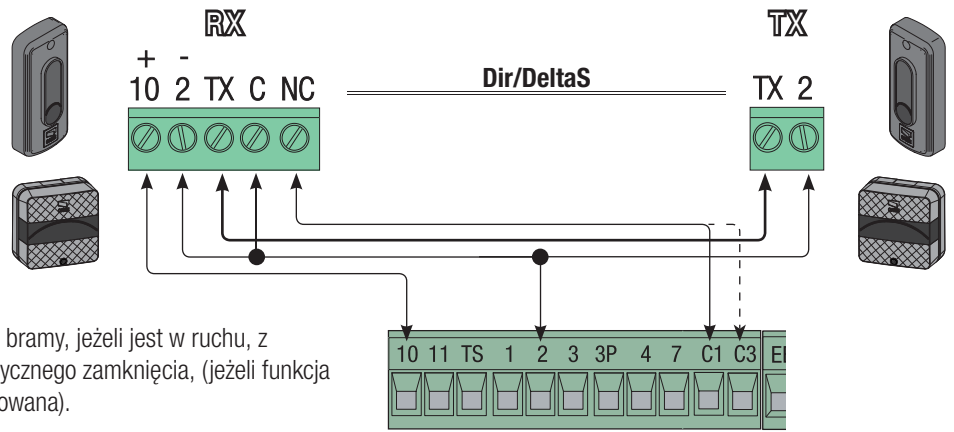 RX TX
+ -
10 2 TX C NC Dir/DeltaS TX 2
bramy, jeżeli jest w ruchu, z
ycznego zamknięcia, (jeżeli funkcja
owana).
10 11 TS 1 2 3 3P 4 7 C1 C3